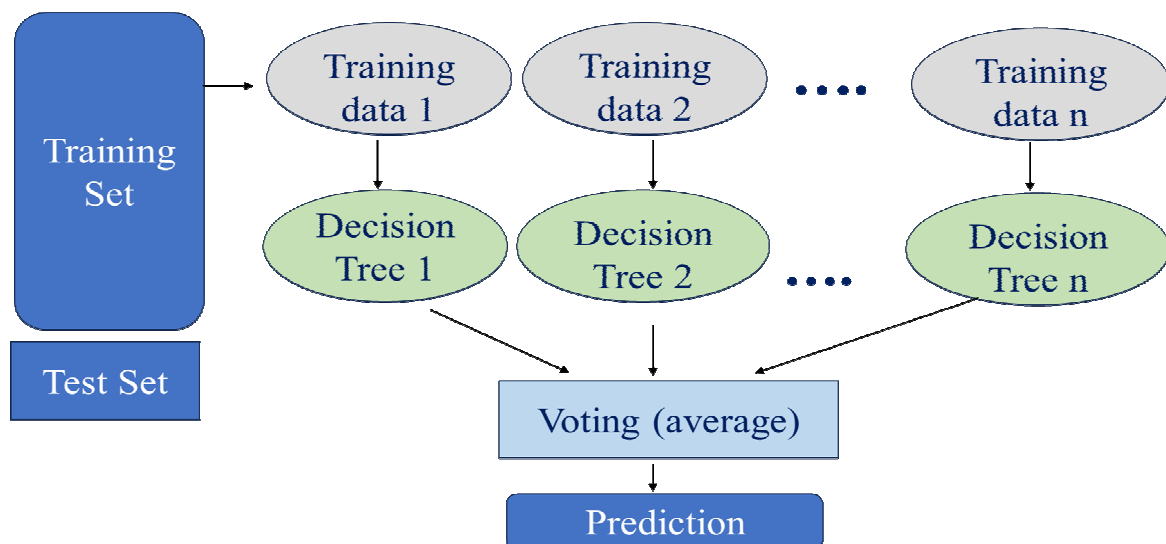 Training
Set
Test Set
Training
data 1
Training
data 2
....
Training
data n
Decision
Tree 1
Decision
Tree 2
....
Decision
Tree n
Voting (average)
Prediction